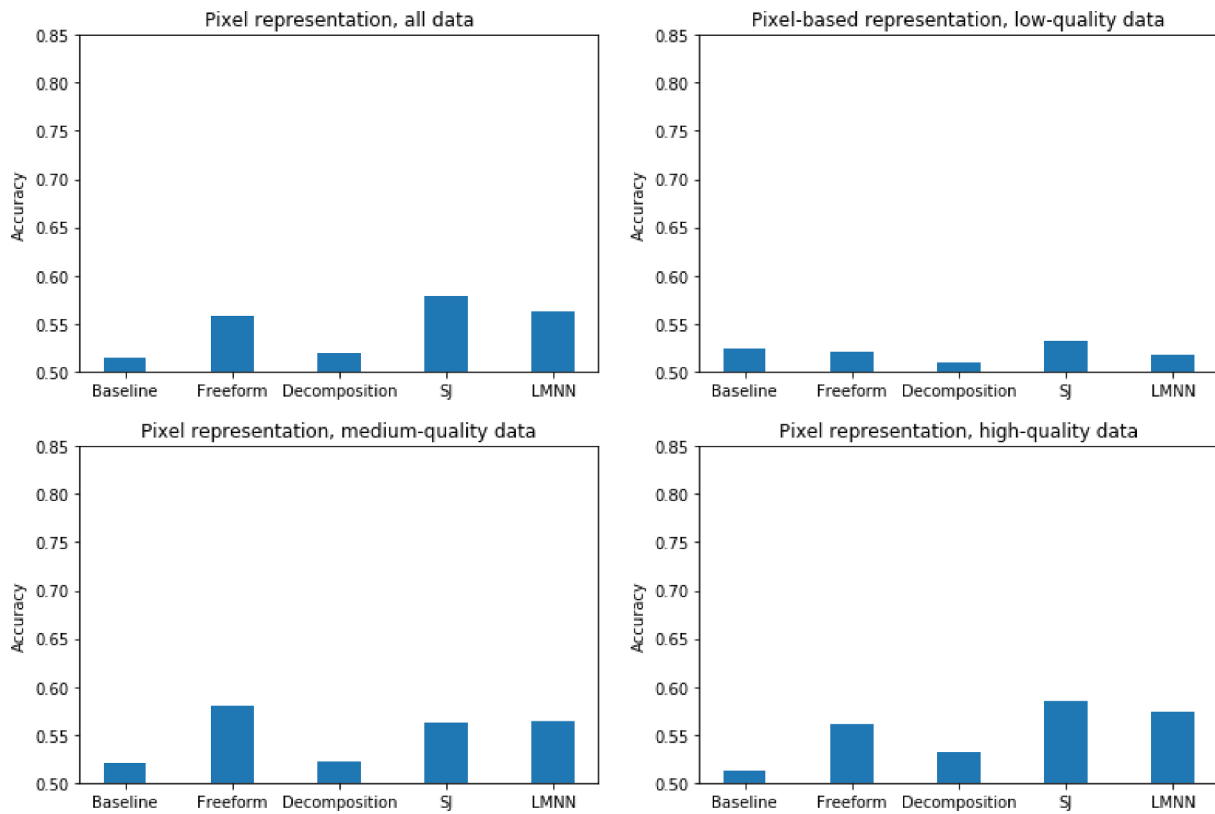 Pixel representation, all data
Accuracy
0.85
0.80
0.75
0.70
0.65
0.60
0.55
0.50
Baseline Freeform Decomposition SJ LMNN
Pixel-based representation, low-quality data
Accuracy
0.85
0.80
0.75
0.70
0.65
0.60
0.55
0.50
Baseline Freeform Decomposition SJ LMNN
Pixel representation, medium-quality data
Accuracy
0.85
0.80
0.75
0.70
0.65
0.60
0.55
0.50
Baseline Freeform Decomposition SJ LMNN
Pixel representation, high-quality data
Accuracy
0.85
0.80
0.75
0.70
0.65
0.60
0.55
0.50
Baseline Freeform Decomposition SJ LMNN